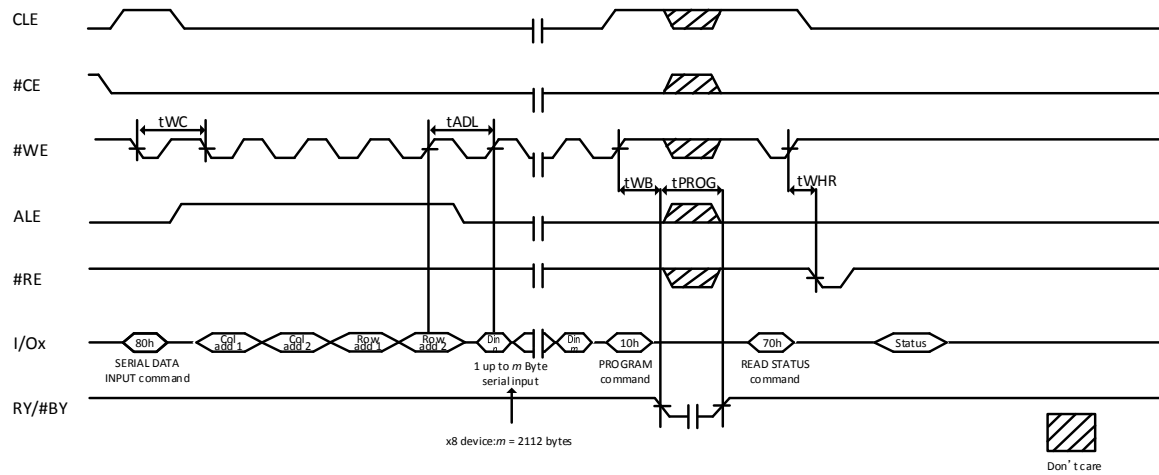 CLE
#CE
tWC
tADL
#WE
tWB
tPROG
tWHR
ALE
#RE
I/Ox
80h
Col add 1
Col add 2
Row add 1
Row add 2
Din n
Din m
10h
70h
Status
SERIAL DATA
INPUT command
1 up to m Byte
serial input
PROGRAM
command
READ STATUS
command
RY/#BY
x8 device:m = 2112 bytes
Don't care